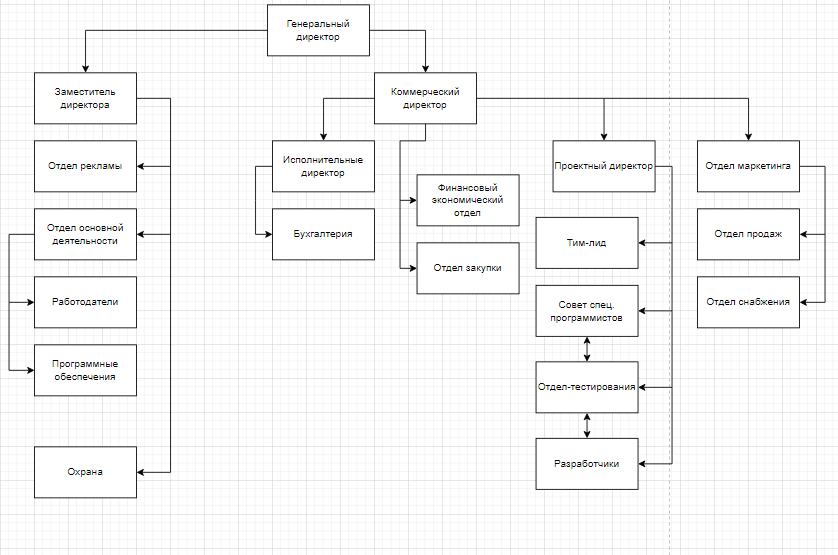 Генеральный
директор
Заместитель
директора
Коммерческий
директор
Отдел рекламы
Исполнительные
директор
Проектный директор
Отдел маркетинга
Финансовый
экономический
отдел
Отдел основной
деятельности
Бухгалтерия
Тим-лид
Отдел продаж
Отдел закупки
Работодатели
Совет спец.
программистов
Отдел снабжения
Программные
обеспечения
Отдел-тестирования
Охрана
Разработчики